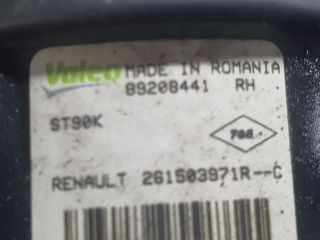 Valeo MADE IN ROMANIA
89208441 RH
ST90K
RENAULT 261503971R--C